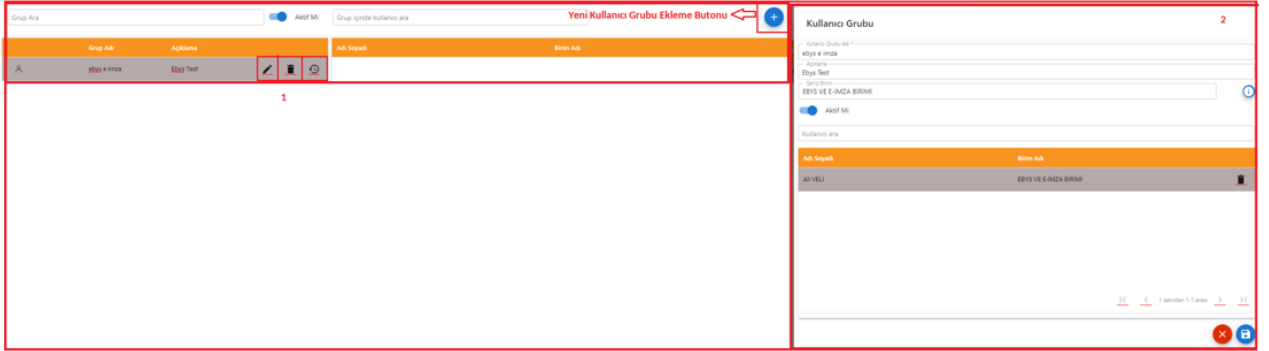 Grup Ara
Aktif Mi
Grup içinde kullanıcı ara
Yeni Kullanıcı Grubu Ekleme Butonu
Grup Adı
Açıklama
Adı Soyadı
Birim Adı
ebys e imza
Ebys Test
1
Kullanıcı Grubu
2
Kullanıcı Grubu Adı *
ebys e imza
Açıklama
Ebys Test
Sahip Birim
EBYS VE E-İMZA BİRİMİ
Aktif Mi
Kullanıcı ara
Adı Soyadı
Birim Adı
Ali VELİ
EBYS VE E-İMZA BİRİMİ
1 satırdan 1-1 arası